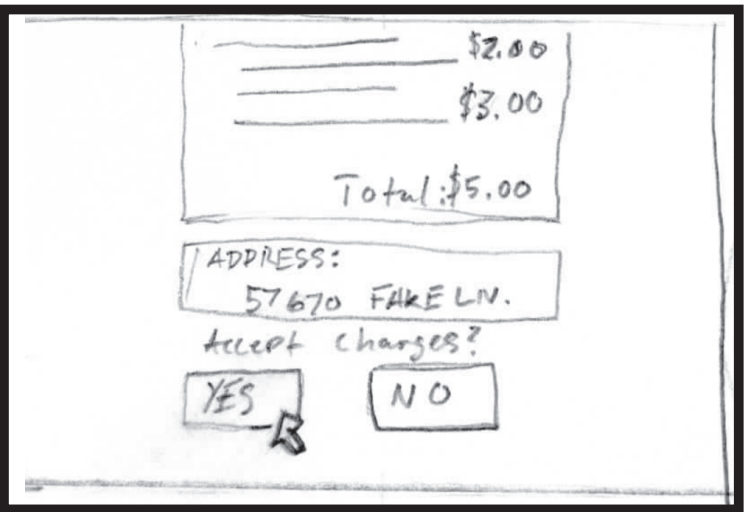 $2.00
$3.00
Total:$5.00
ADDRESS:
57670 FAKE LN.
Accept Charges?
YES NO